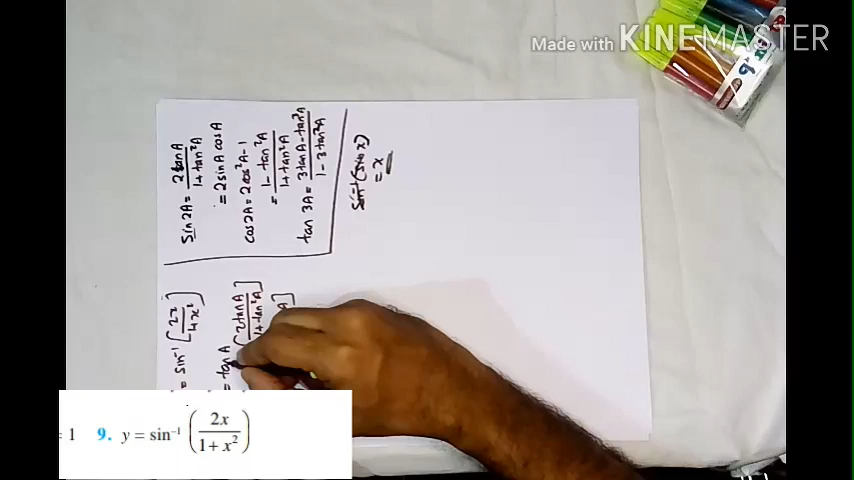 Made with KINEMASTER
sin 2A = 2tanA / 1+tan²A
= 2 sinA cosA
cos2A = 2cos²A-1
= 1-tan²A / 1+tan²A
tan 3A = 3tanA-tan³A / 1-3tan²A
sin⁻¹(sin x)
= x
= sin⁻¹ [2x / 1+x²]
= tanA
[2tanA / 1+tan²A]
A]
= 1 9. y = sin⁻¹ (2x / 1+x²)